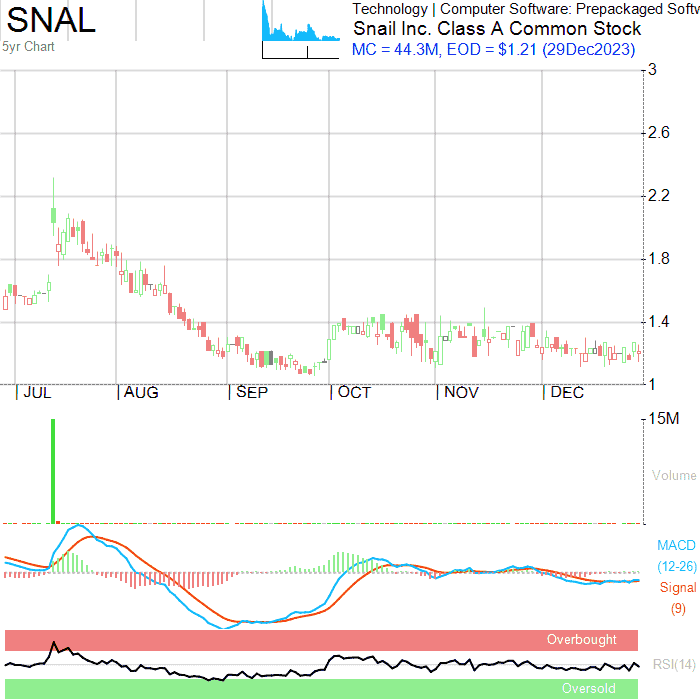 SNAL
5yr Chart
Technology | Computer Software: Prepackaged Softw
Snail Inc. Class A Common Stock
MC = 44.3M, EOD = $1.21 (29Dec2023)
3
2.6
2.2
1.8
1.4
1
JUL AUG SEP OCT NOV DEC
15M
Volume
MACD
(12-26)
Signal
(9)
Overbought
RSI(14)
Oversold